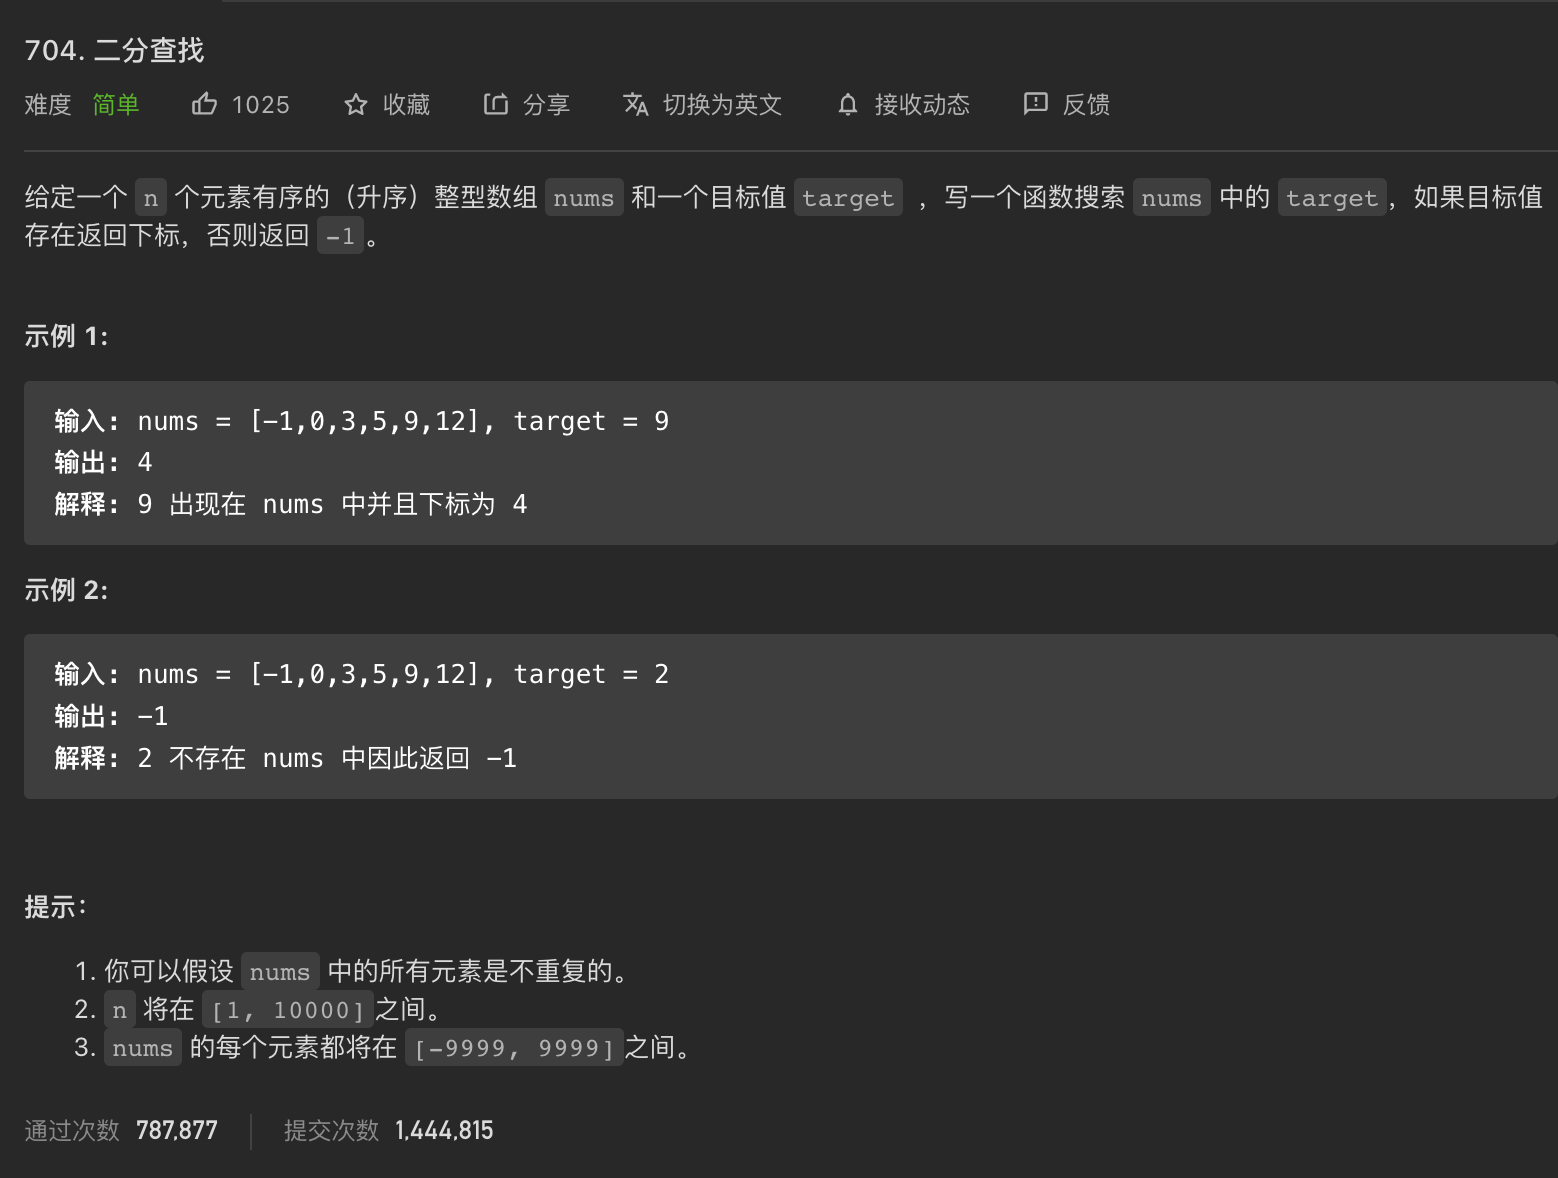 704. 二分查找
难度 简单 1025 收藏 分享 切换为英文 接收动态 反馈
给定一个 n 个元素有序的（升序）整型数组 nums 和一个目标值 target ，写一个函数搜索 nums 中的 target，如果目标值
存在返回下标，否则返回 -1。
示例 1:
输入: nums = [-1,0,3,5,9,12], target = 9
输出: 4
解释: 9 出现在 nums 中并且下标为 4
示例 2:
输入: nums = [-1,0,3,5,9,12], target = 2
输出: -1
解释: 2 不存在 nums 中因此返回 -1
提示：
1. 你可以假设 nums 中的所有元素是不重复的。
2. n 将在 [1, 10000]之间。
3. nums 的每个元素都将在 [-9999, 9999]之间。
通过次数 787,877 提交次数 1,444,815